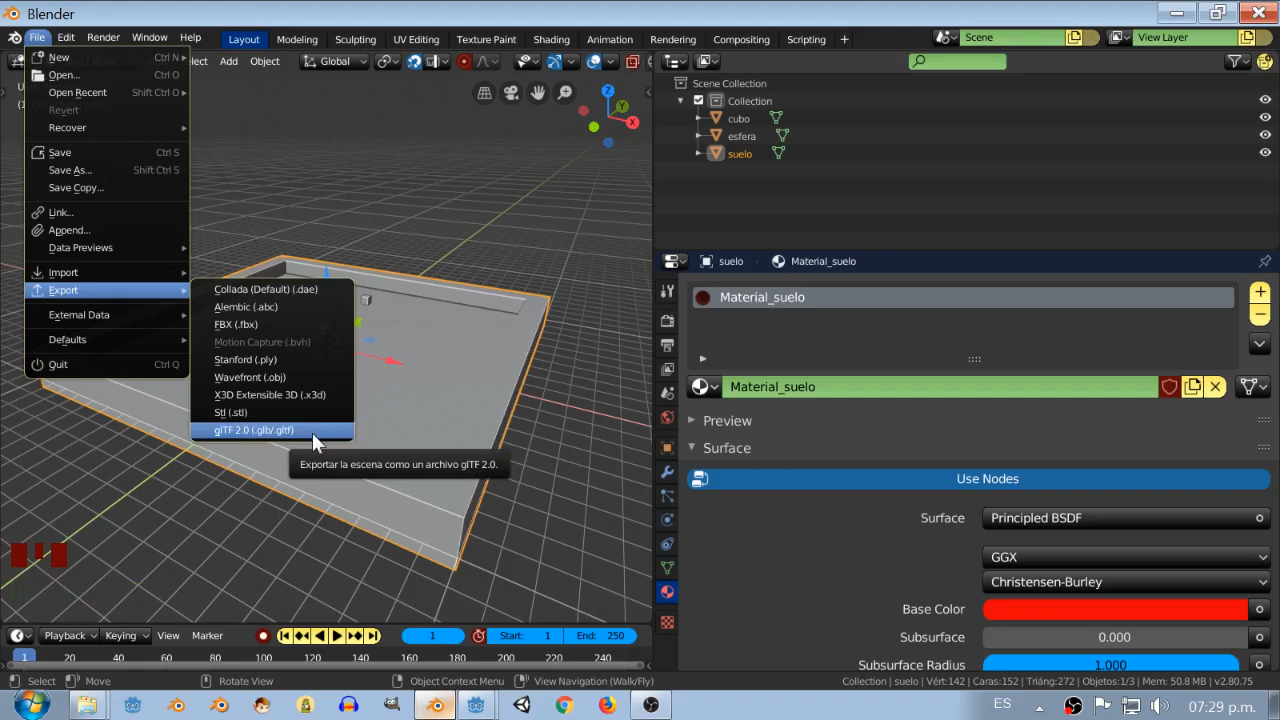 Blender
File Edit Render Window Help Layout Modeling Sculpting UV Editing Texture Paint Shading Animation Rendering Compositing Scripting Scene View Layer
Add Object Global
New Ctrl N
Open... Ctrl O
Open Recent Shift Ctrl O
Revert
Recover
Save Ctrl S
Save As... Shift Ctrl S
Save Copy...
Link...
Append...
Data Previews
Import
Export
External Data
Defaults
Quit Ctrl Q
Collada (Default) (.dae)
Alembic (.abc)
FBX (.fbx)
Motion Capture (.bvh)
Stanford (.ply)
Wavefront (.obj)
X3D Extensible 3D (.x3d)
Stl (.stl)
glTF 2.0 (.glb/.gltf)
Exportar la escena como un archivo glTF 2.0.
Z
Y
X
Scene Collection
Collection
cubo
esfera
suelo
suelo Material_suelo
Material_suelo
Material_suelo
Preview
Surface
Use Nodes
Surface Principled BSDF
GGX
Christensen-Burley
Base Color
Subsurface 0.000
Subsurface Radius 1.000
Playback Keying View Marker 1 Start: 1 End: 250
1 20 40 60 80 100 120 140 160 180 200 220 240
Select Move Rotate View Object Context Menu View Navigation (Walk/Fly) Collection | suelo | Vért:142 | Caras:152 | Triáng:272 | Objetos:1/3 | Mem: 50.8 MB | v2.80.75
ES 07:29 p.m.